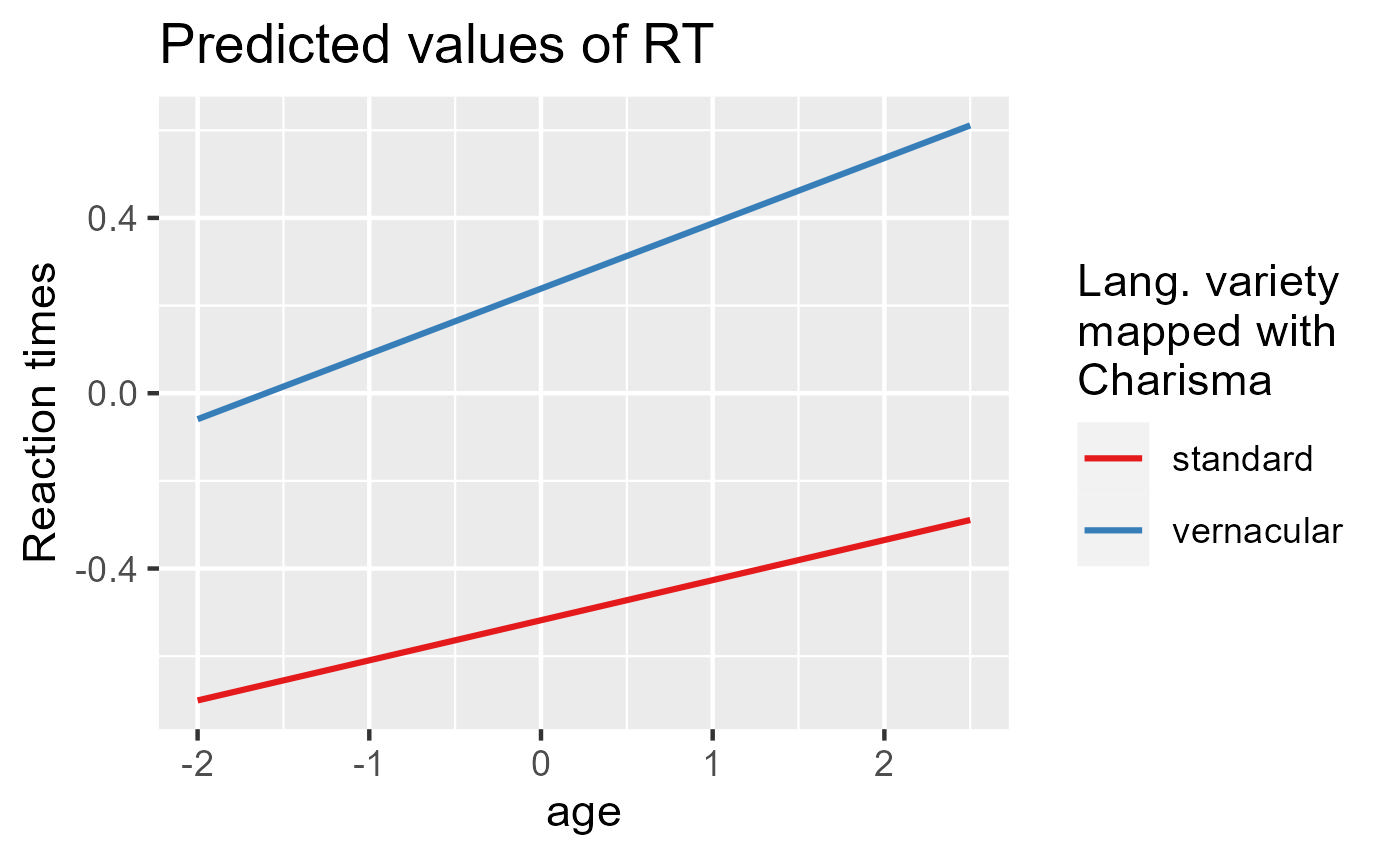 Predicted values of RT
Reaction times
0.4
0.0
-0.4
-2
-1
0
1
2
age
Lang. variety
mapped with
Charisma
standard
vernacular